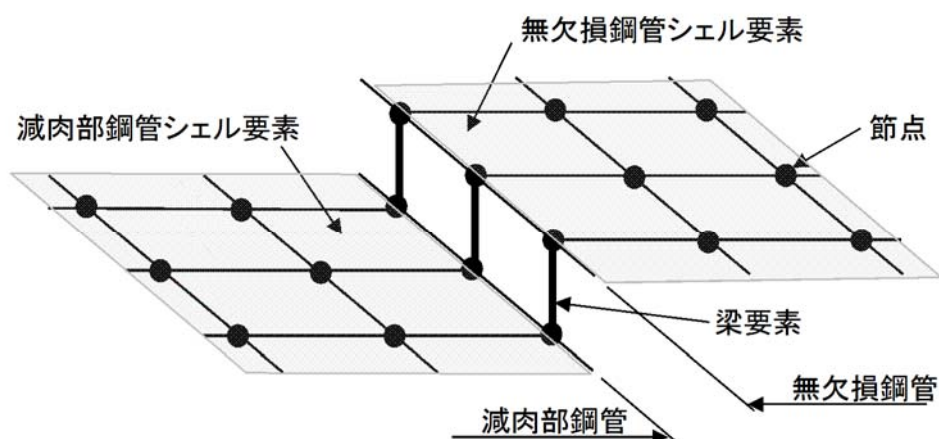 無欠損鋼管シェル要素
減肉部鋼管シェル要素
節点
梁要素
無欠損鋼管
減肉部鋼管